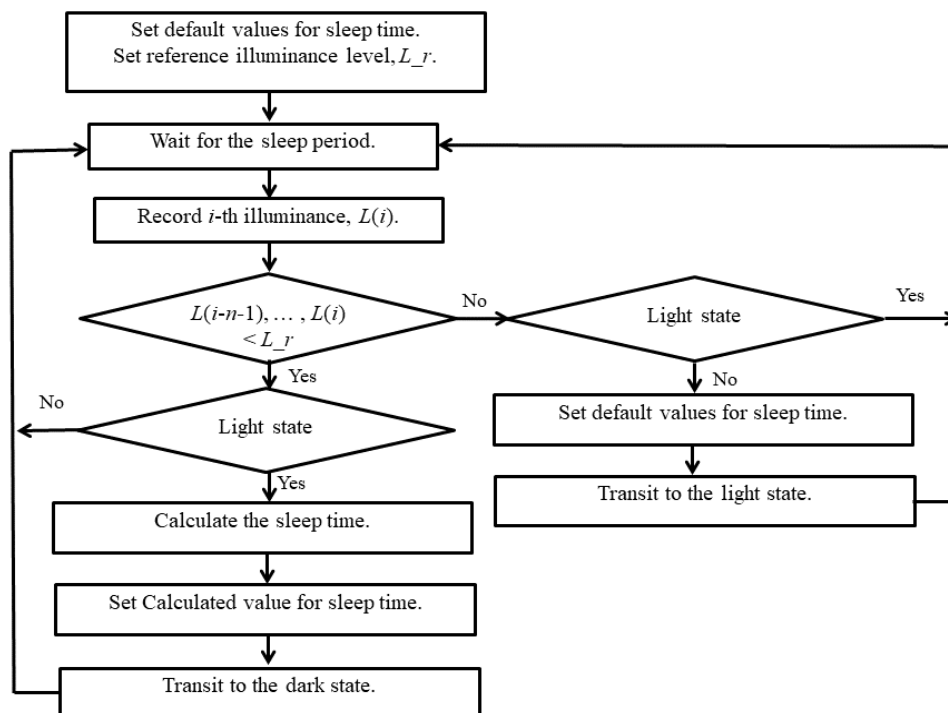 Set default values for sleep time.
Set reference illuminance level, L_r.
Wait for the sleep period.
Record i-th illuminance, L(i).
L(i-n-1), … , L(i)
< L_r
No
Light state
Yes
Yes
No
No
Light state
Set default values for sleep time.
Yes
Transit to the light state.
Calculate the sleep time.
Set Calculated value for sleep time.
Transit to the dark state.